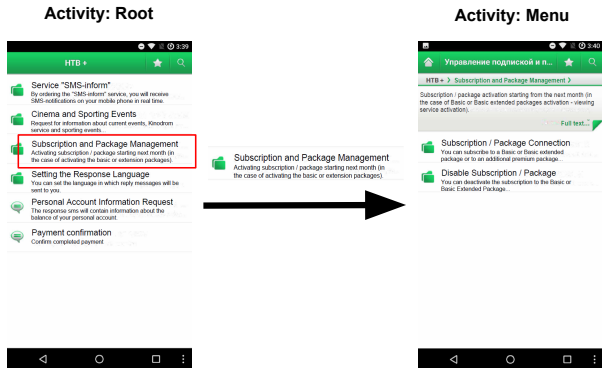 Activity: Root
3:39
НТВ +
Service "SMS-inform"
By ordering the "SMS-inform" service, you will receive
SMS-notifications on your mobile phone in real time.
Cinema and Sporting Events
Request for information about current events, Kinodrom
service and sporting events..
Subscription and Package Management
Activating subscription / package starting next month (in
the case of activating the basic or extension packages).
Setting the Response Language
You can set the language in which reply messages will be
sent to you.
Personal Account Information Request
The response sms will contain information about the
balance of your personal account.
Payment confirmation
Confirm completed payment
Subscription and Package Management
Activating subscription / package starting next month (in
the case of activating the basic or extension packages).
Activity: Menu
3:40
Управление подпиской и п...
НТВ + > Subscription and Package Management >
Subscription / package activation starting from the next month (in
the case of Basic or Basic extended packages activation - viewing
service activation).
Full text...
Subscription / Package Connection
You can subscribe to a Basic or Basic extended
package or to an additional premium package...
Disable Subscription / Package
You can deactivate the subscription to the Basic or
Basic Extended Package...